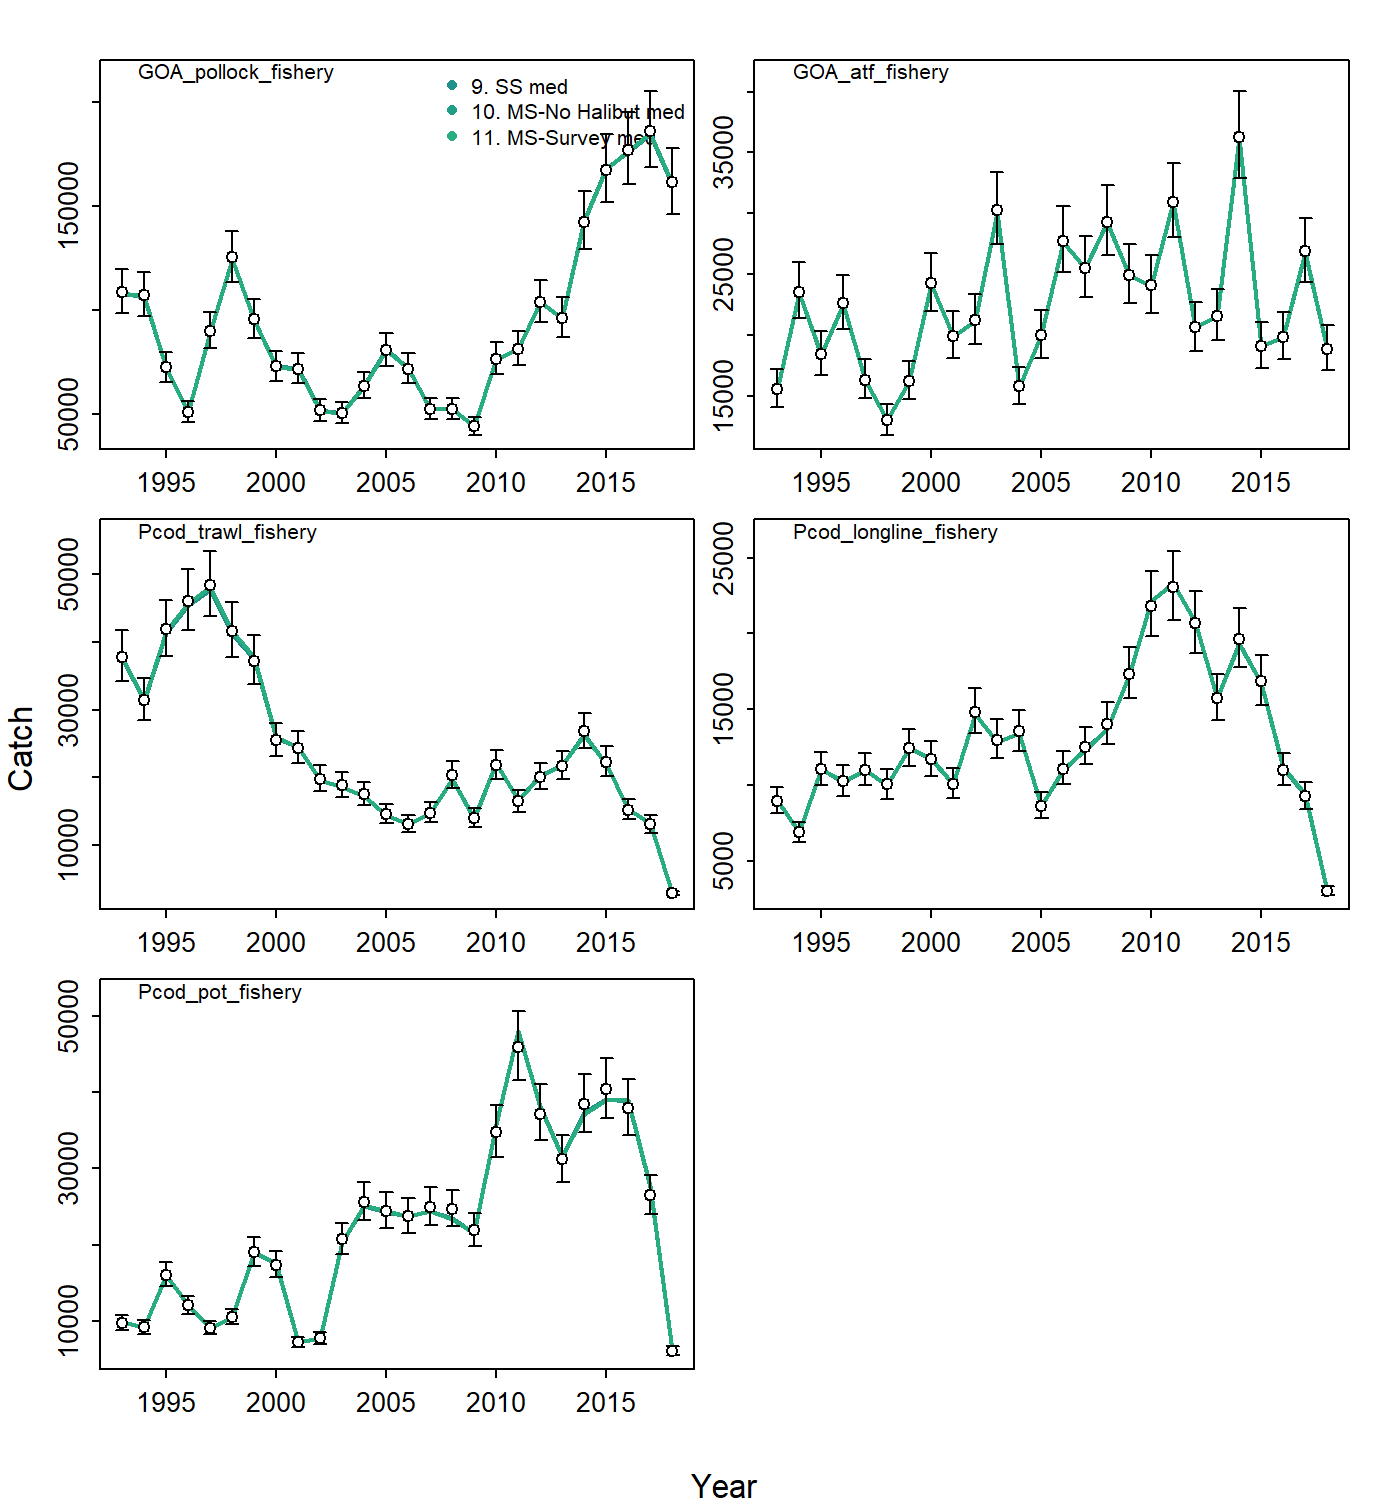 GOA_pollock_fishery
9. SS med
10. MS-No Halibut med
11. MS-Survey med
150000
50000
1995 2000 2005 2010 2015
GOA_atf_fishery
35000
25000
15000
1995 2000 2005 2010 2015
Pcod_trawl_fishery
50000
30000
10000
1995 2000 2005 2010 2015
Pcod_longline_fishery
25000
15000
5000
1995 2000 2005 2010 2015
Pcod_pot_fishery
50000
30000
10000
1995 2000 2005 2010 2015
Catch
Year